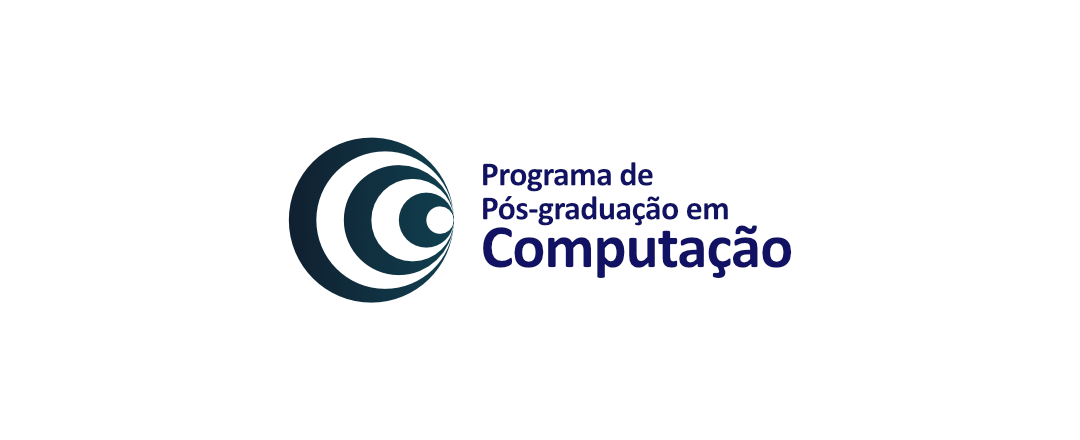 Programa de
Pós-graduação em
Computação